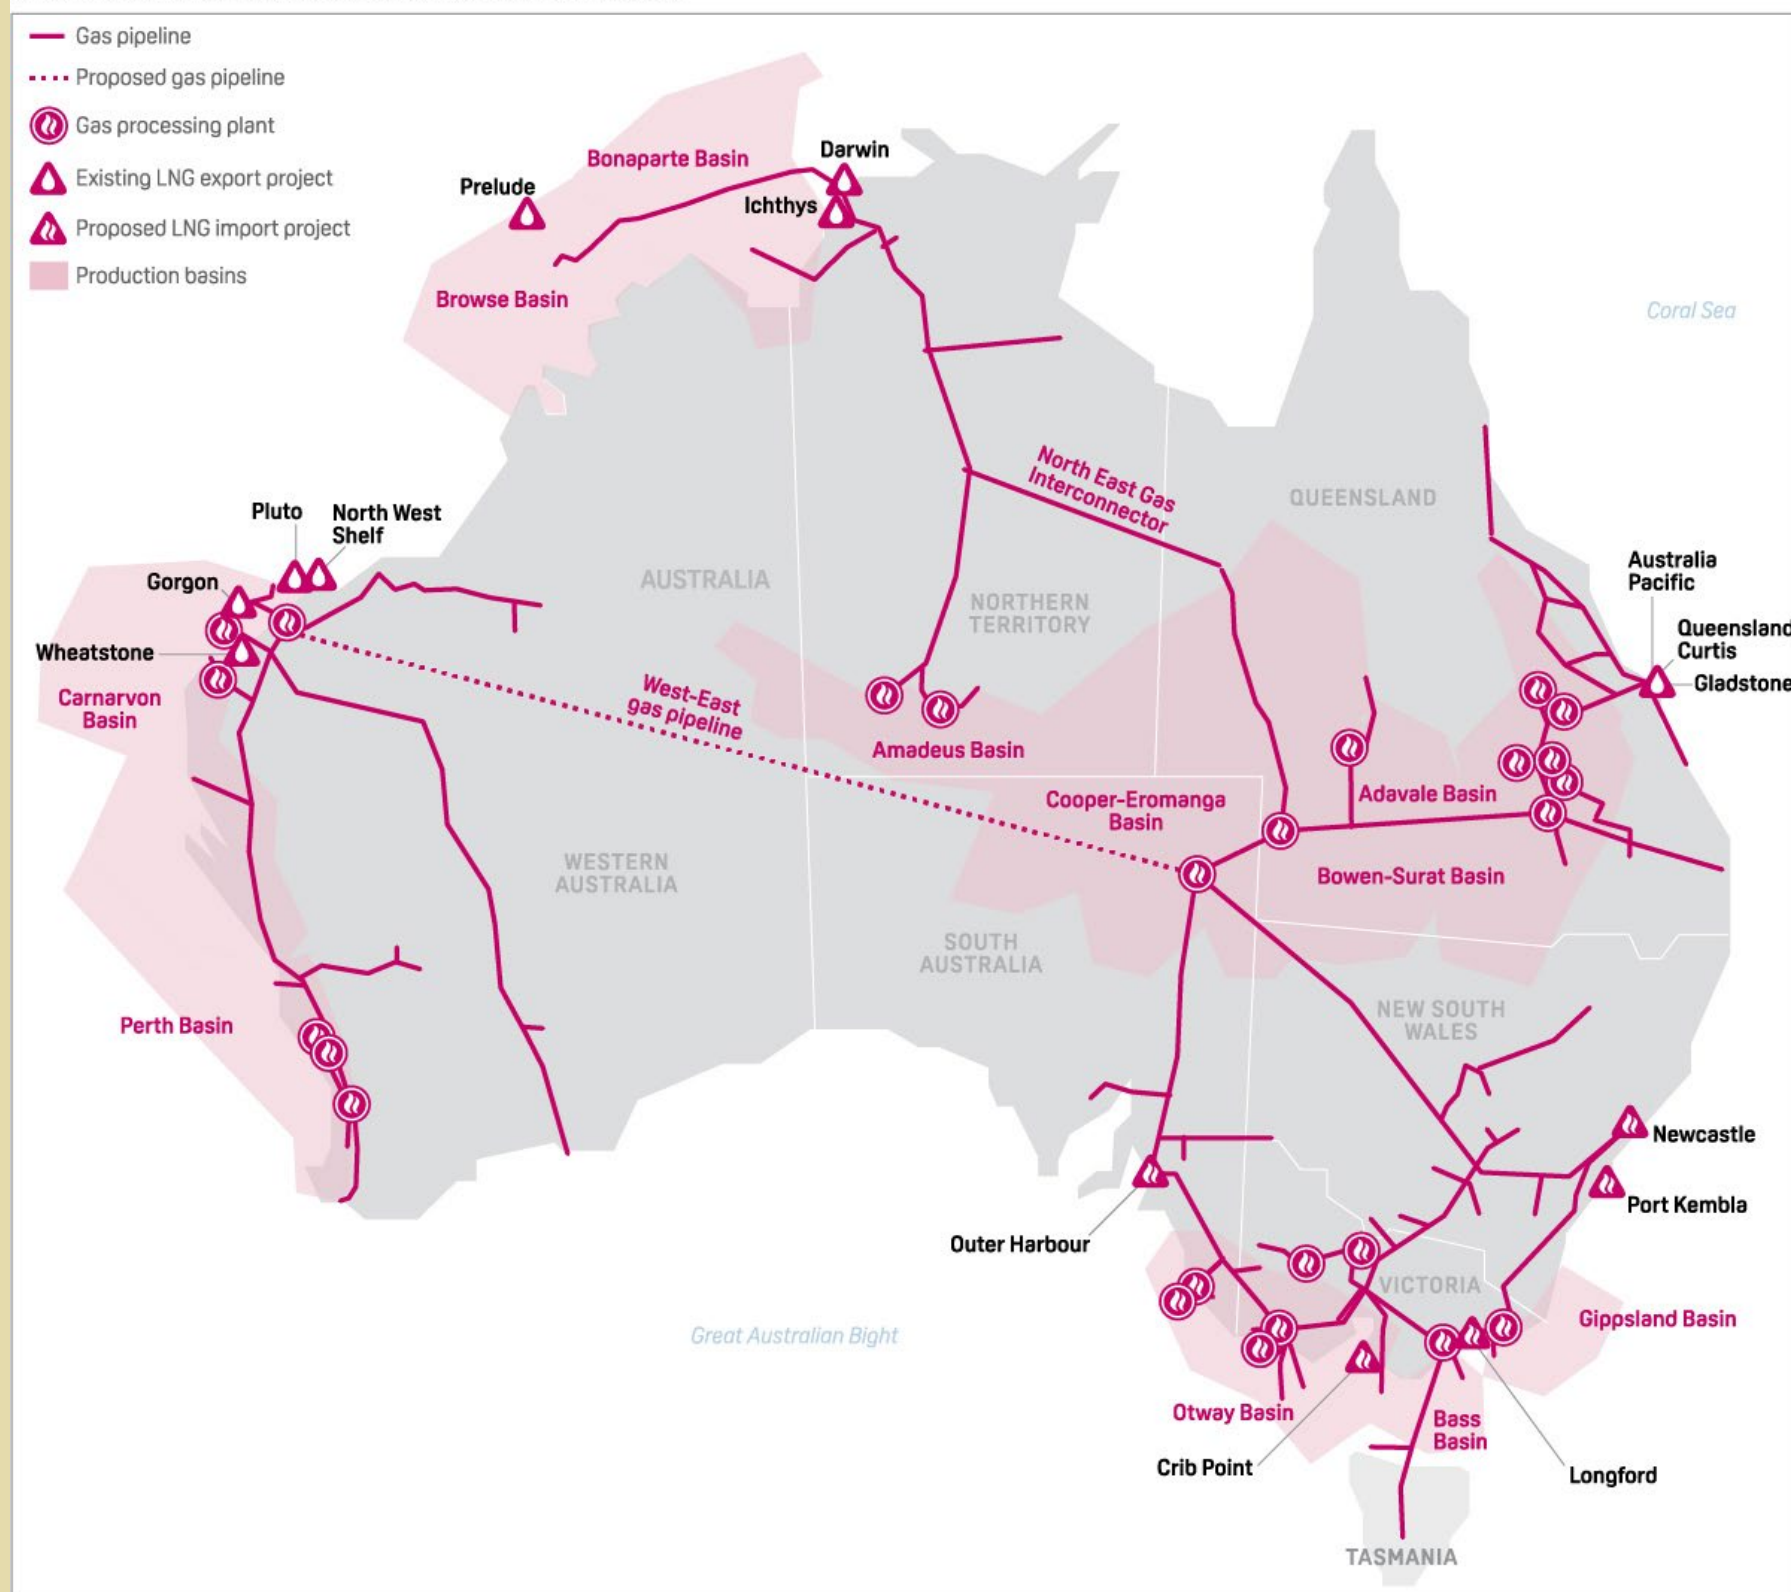 Gas pipeline
Proposed gas pipeline
Gas processing plant
Existing LNG export project
Proposed LNG import project
Production basins
Bonaparte Basin
Darwin
Prelude
Ichthys
Browse Basin
Coral Sea
North East Gas
Interconnector
QUEENSLAND
Pluto
North West
Shelf
Gorgon
AUSTRALIA
NORTHERN
TERRITORY
Australia
Pacific
Queensland
Curtis
Gladstone
Wheatstone
Carnarvon
Basin
West-East
gas pipeline
Amadeus Basin
Cooper-Eromanga
Basin
Adavale Basin
WESTERN
AUSTRALIA
Bowen-Surat Basin
SOUTH
AUSTRALIA
NEW SOUTH
WALES
Perth Basin
Newcastle
Port Kembla
Outer Harbour
VICTORIA
Gippsland Basin
Great Australian Bight
Otway Basin
Bass
Basin
Crib Point
Longford
TASMANIA